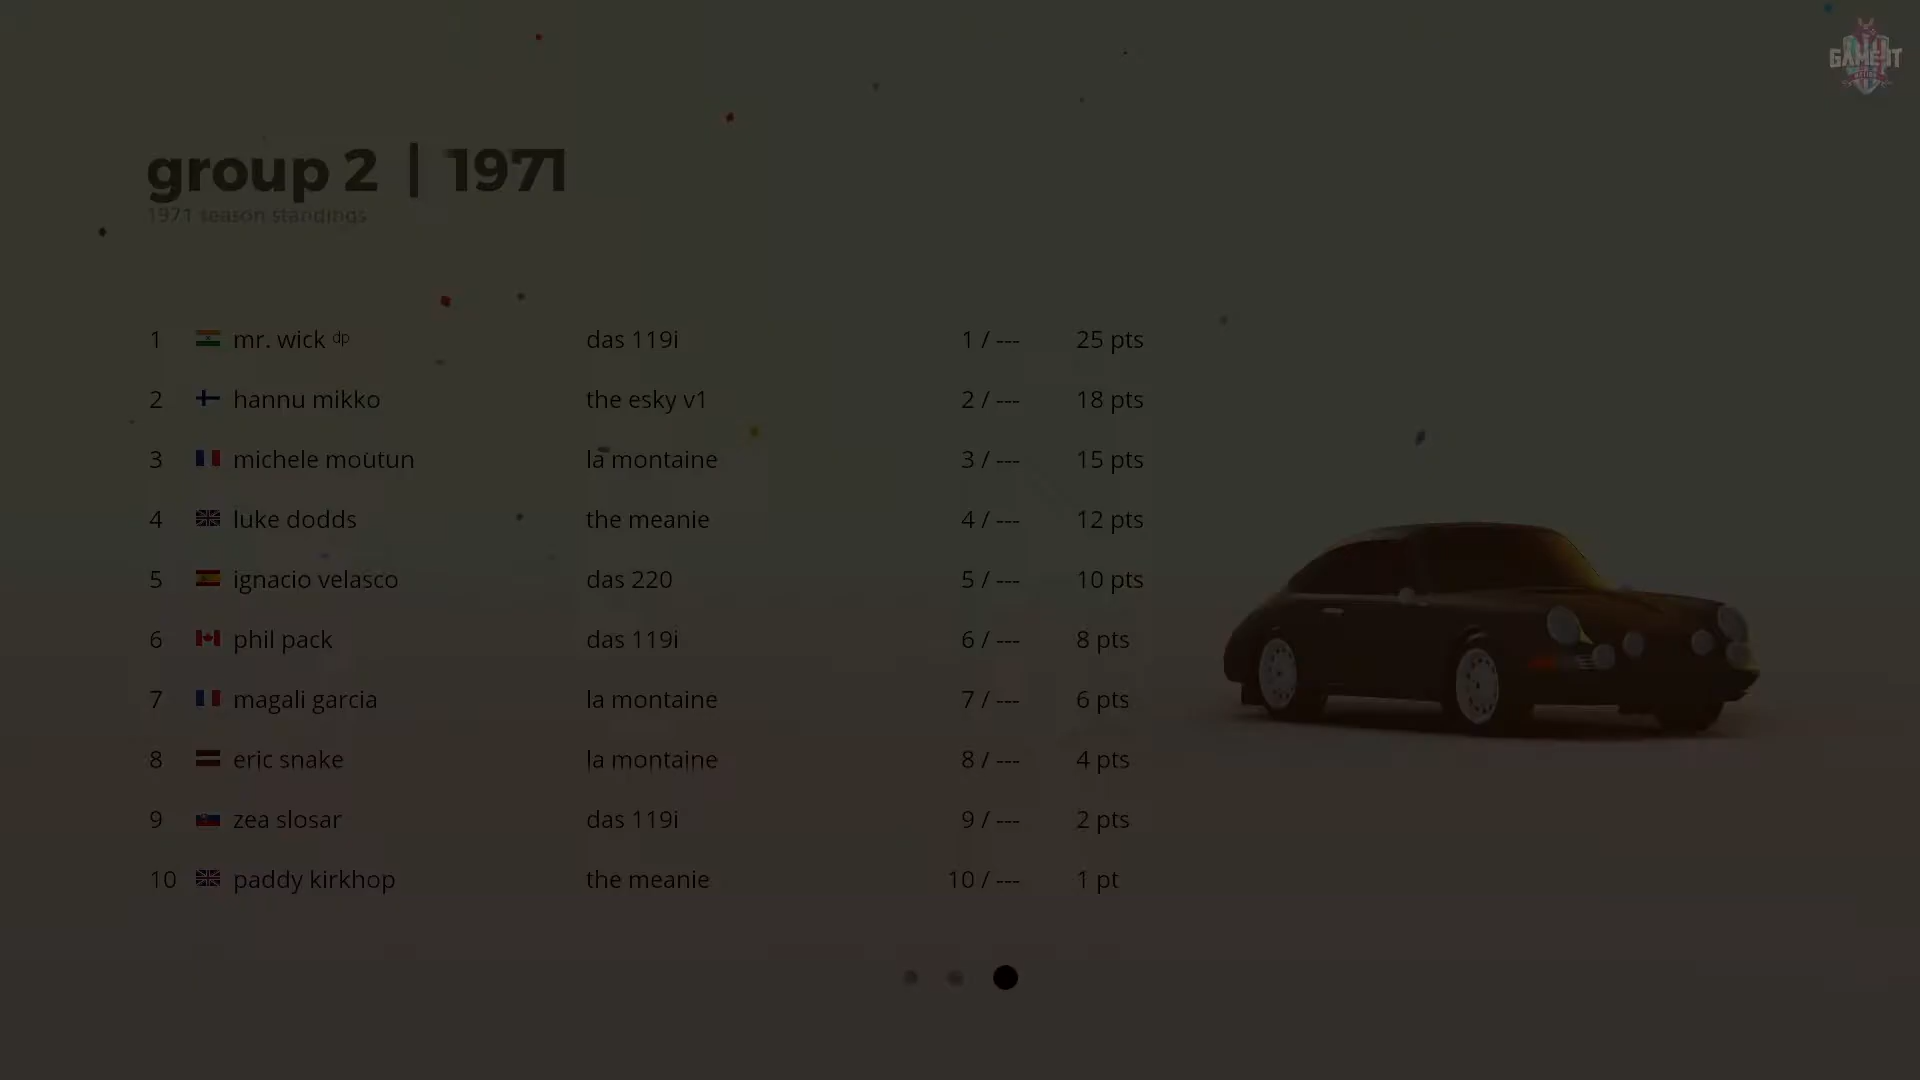 GAME IT
group 2 | 1971
1971 season standings
1 mr. wick dp das 119i 1 / --- 25 pts
2 hannu mikko the esky v1 2 / --- 18 pts
3 michele moutun la montaine 3 / --- 15 pts
4 luke dodds the meanie 4 / --- 12 pts
5 ignacio velasco das 220 5 / --- 10 pts
6 phil pack das 119i 6 / --- 8 pts
7 magali garcia la montaine 7 / --- 6 pts
8 eric snake la montaine 8 / --- 4 pts
9 zea slosar das 119i 9 / --- 2 pts
10 paddy kirkhop the meanie 10 / --- 1 pt